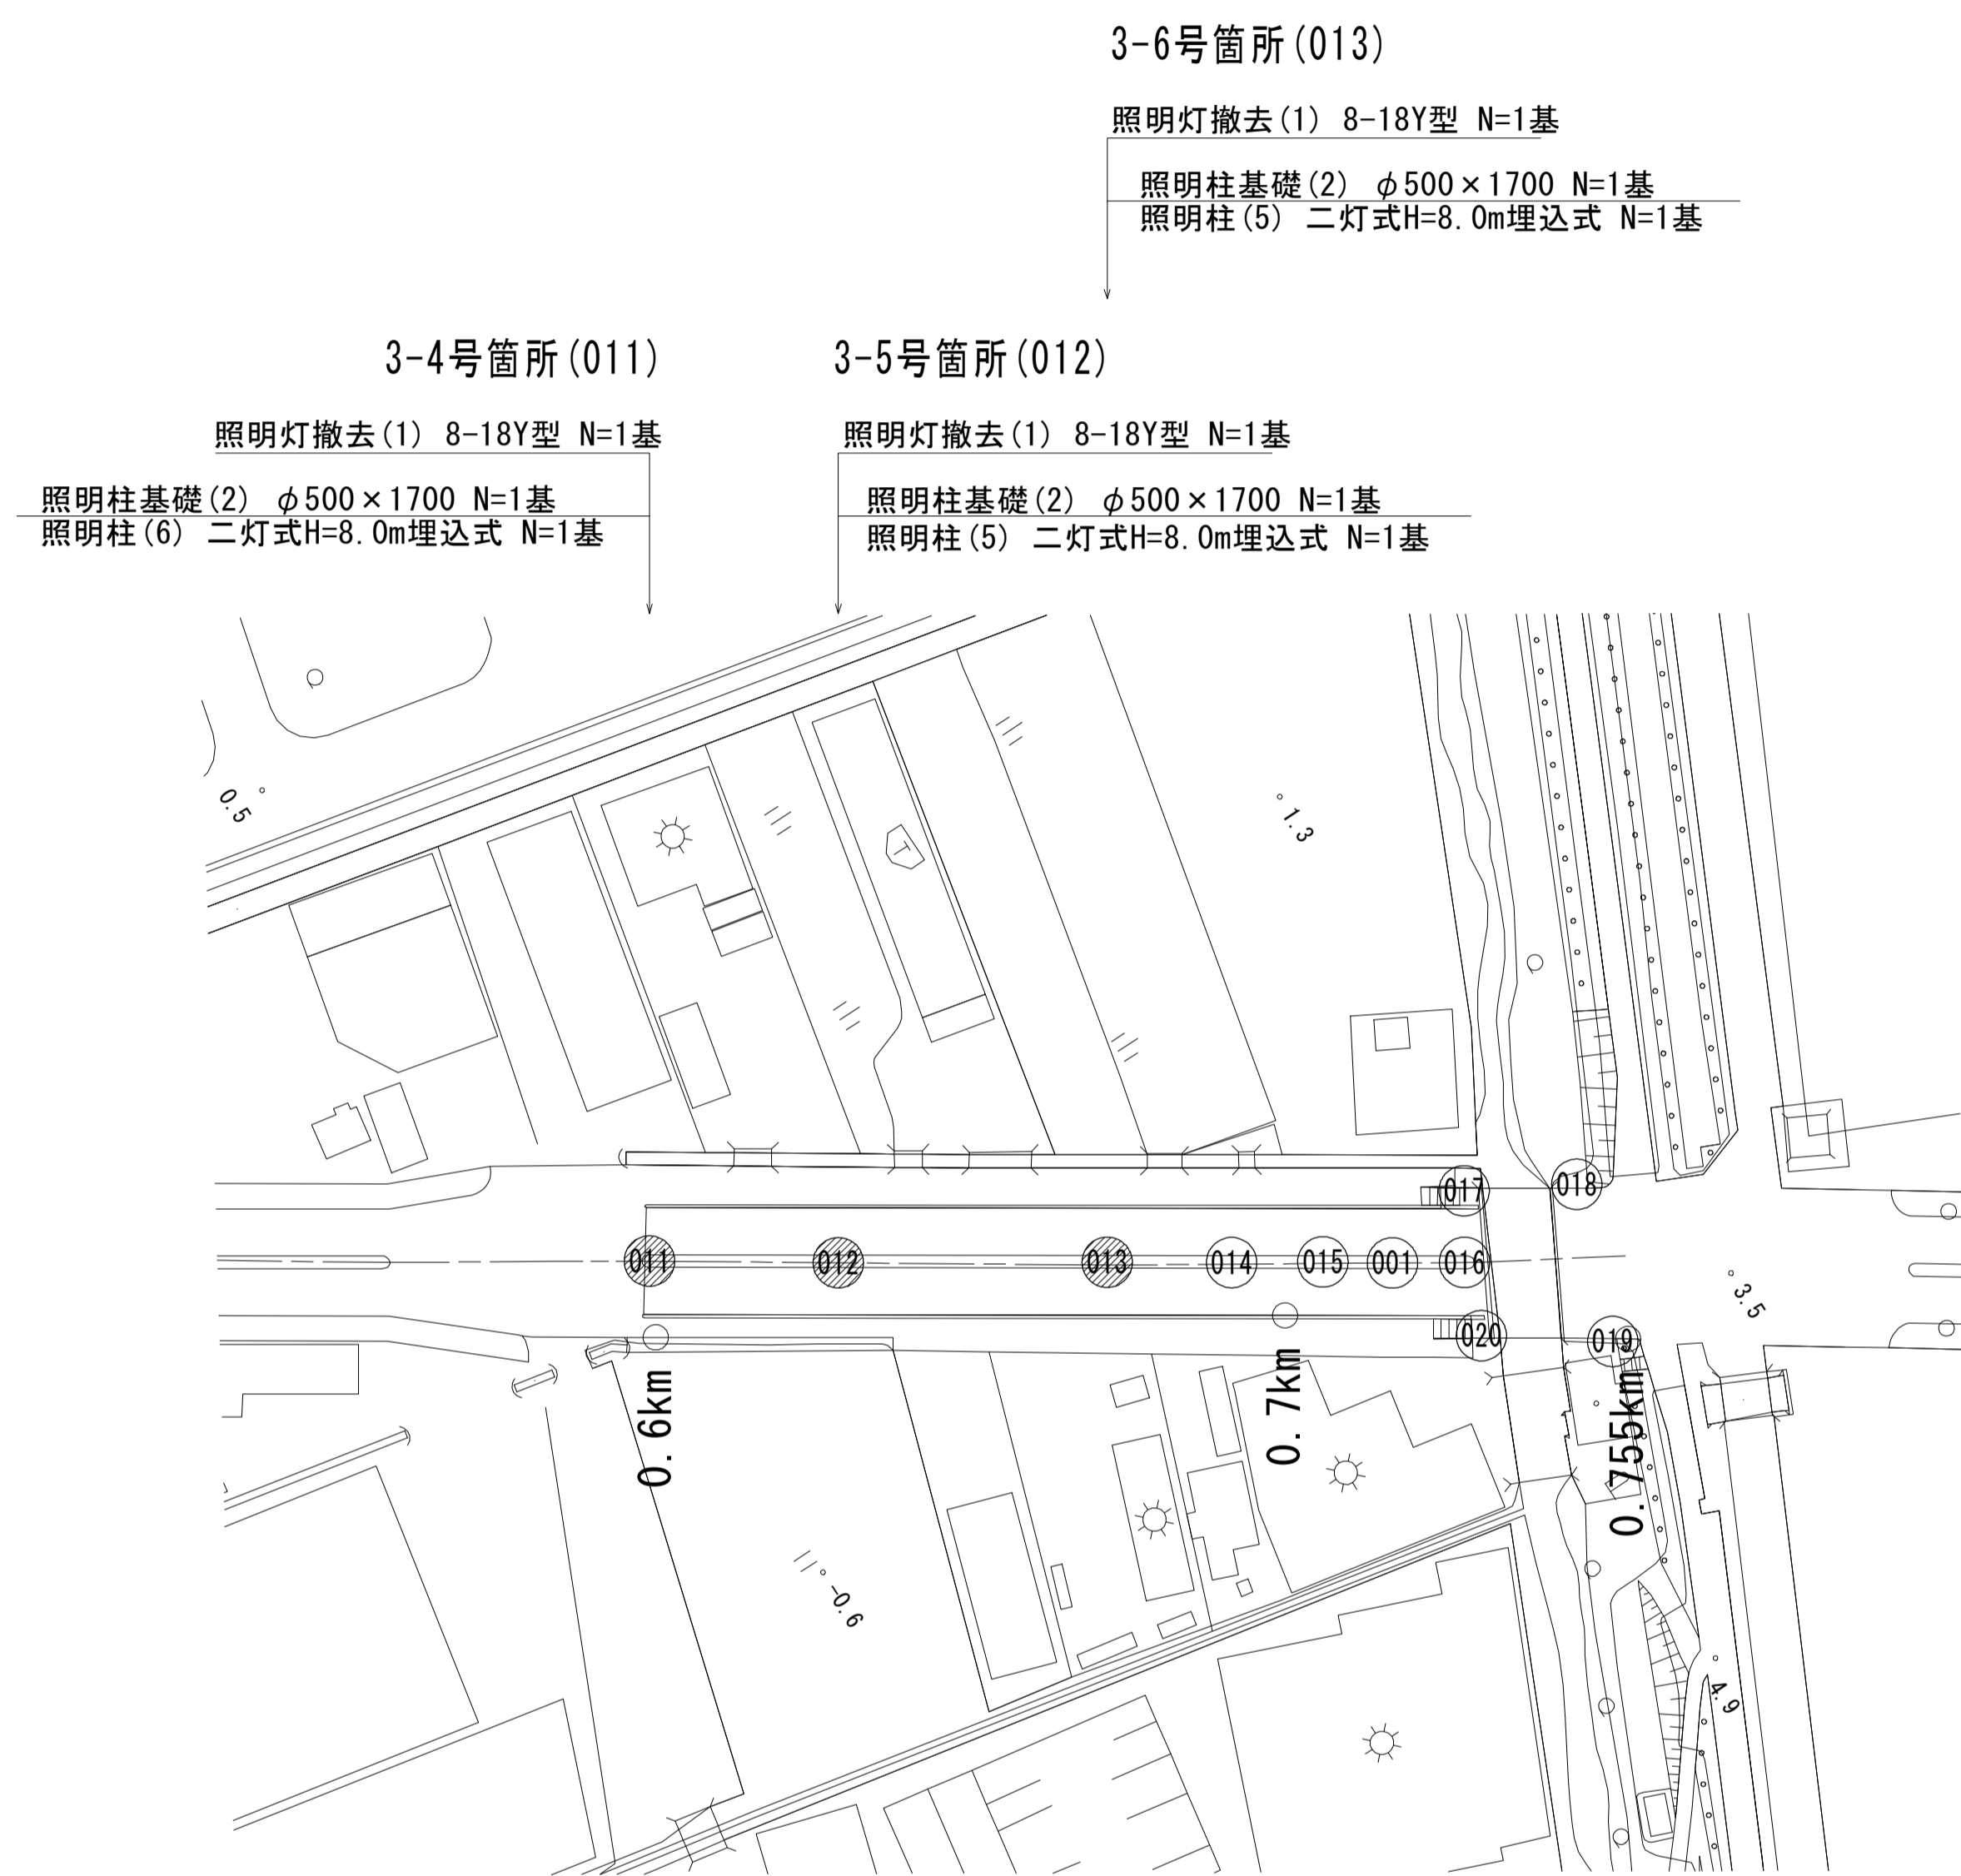 3-6号箇所(013)
照明灯撤去(1) 8-18Y型 N=1基
照明柱基礎(2) φ500×1700 N=1基
照明柱(5) 二灯式H=8.0m埋込式 N=1基
3-4号箇所(011)
照明灯撤去(1) 8-18Y型 N=1基
照明柱基礎(2) φ500×1700 N=1基
照明柱(6) 二灯式H=8.0m埋込式 N=1基
3-5号箇所(012)
照明灯撤去(1) 8-18Y型 N=1基
照明柱基礎(2) φ500×1700 N=1基
照明柱(5) 二灯式H=8.0m埋込式 N=1基
0.5
1.3
T
017
018
011
012
013
014
015
001
016
3.5
020
019
0.6km
0.7km
0.755km
-0.6
4.9